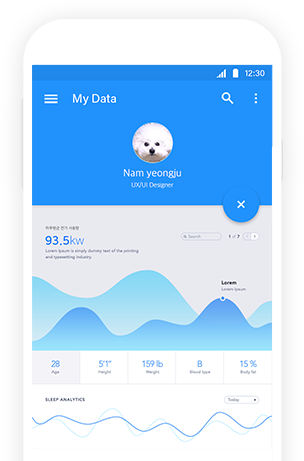 12:30
My Data
Nam yeongju
UX/UI Designer
하루평균 전기 사용량
93,5kw
Search
1 of 7
Lorem Ipsum is simply dummy text of the printing
and typesetting industry.
Lorem
Lorem Ipsum
28
5'1"
159 lb
B
15 %
Age
Height
Weight
Blood type
Body fat
SLEEP ANALYTICS
Today